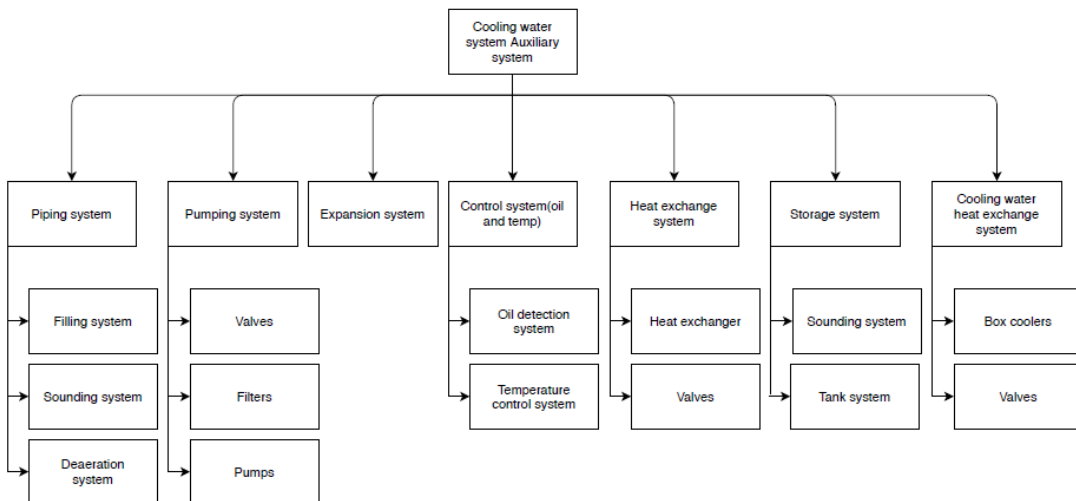 Cooling water
system Auxiliary
system
Piping system
Pumping system
Expansion system
Control system(oil
and temp)
Heat exchange
system
Storage system
Cooling water
heat exchange
system
Filling system
Valves
Oil detection
system
Heat exchanger
Sounding system
Box coolers
Sounding system
Filters
Temperature
control system
Valves
Tank system
Valves
Deaeration
system
Pumps